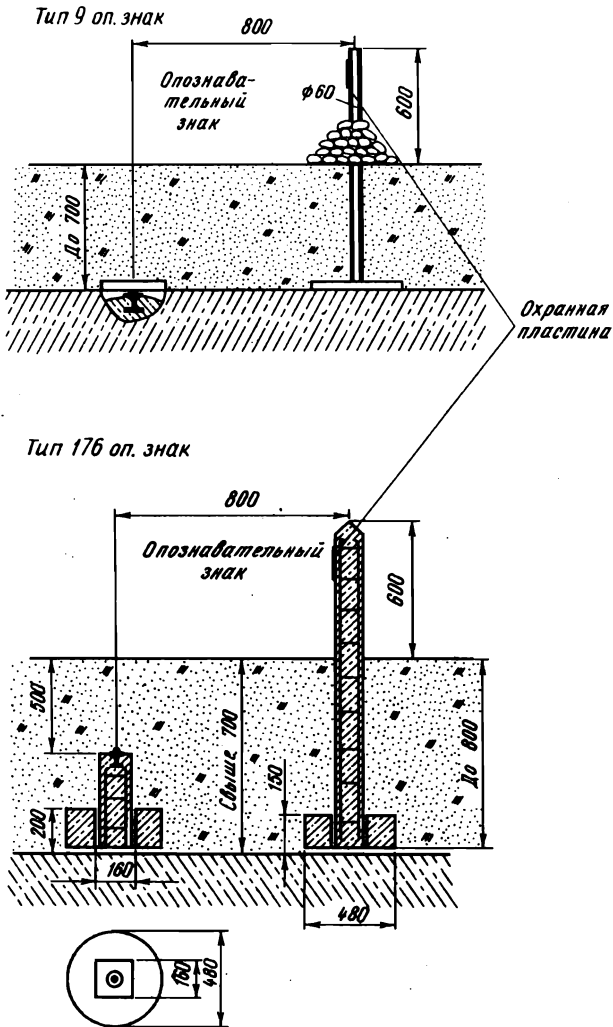 Тип 9 оп. знак
800
Опознава-
тельный
знак
ф60
600
До 700
Охранная
пластина
Тип 176 оп. знак
800
Опознавательный
знак
600
500
200
160
Свыше 700
150
До 800
480
160
480